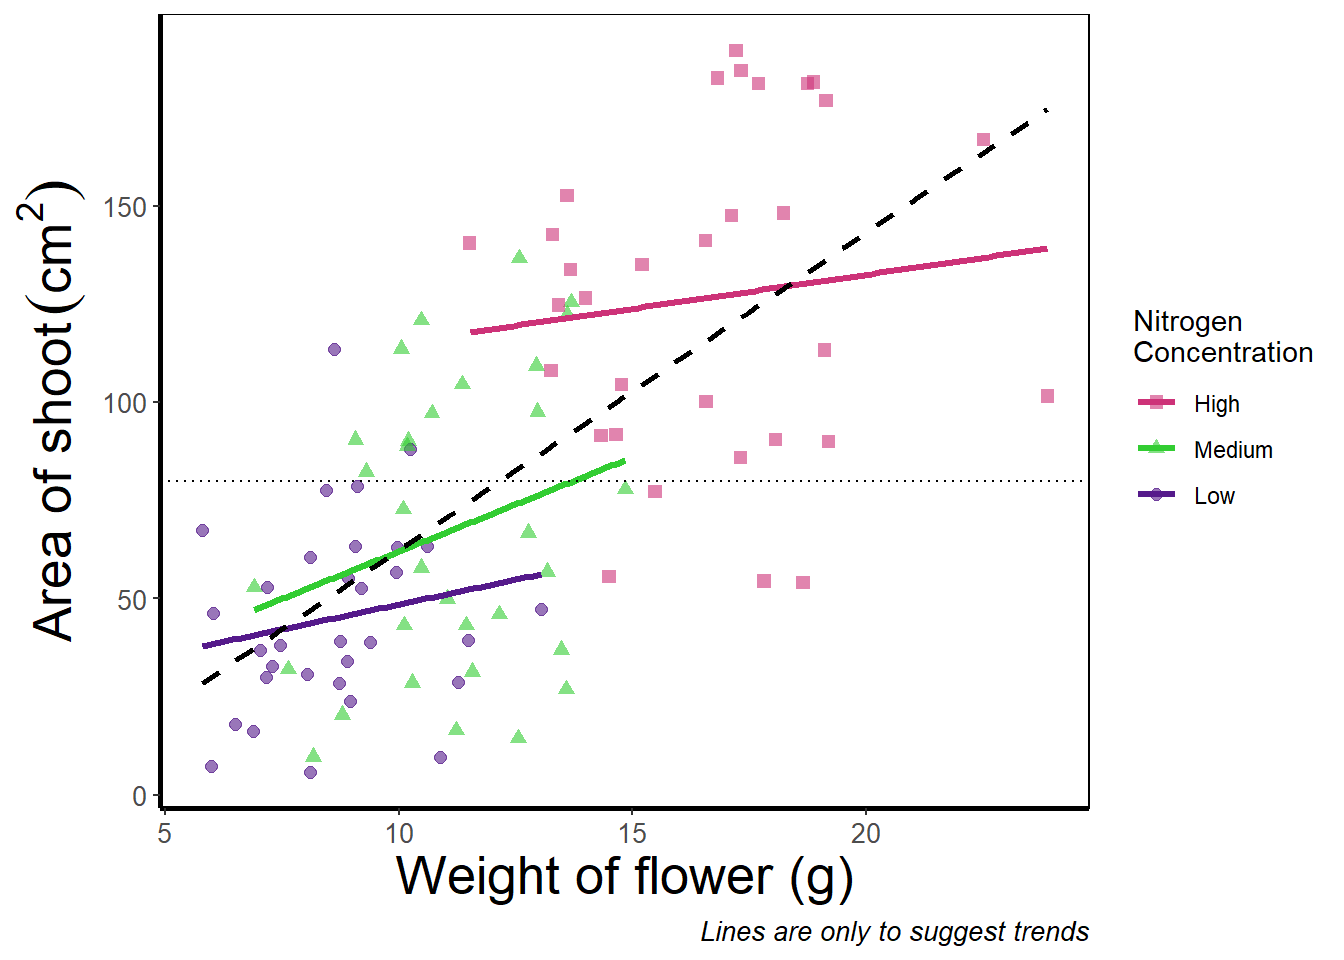 Area of shoot(cm²)
150
100
50
0
5 10 15 20
Weight of flower (g)
Lines are only to suggest trends
Nitrogen
Concentration
High
Medium
Low